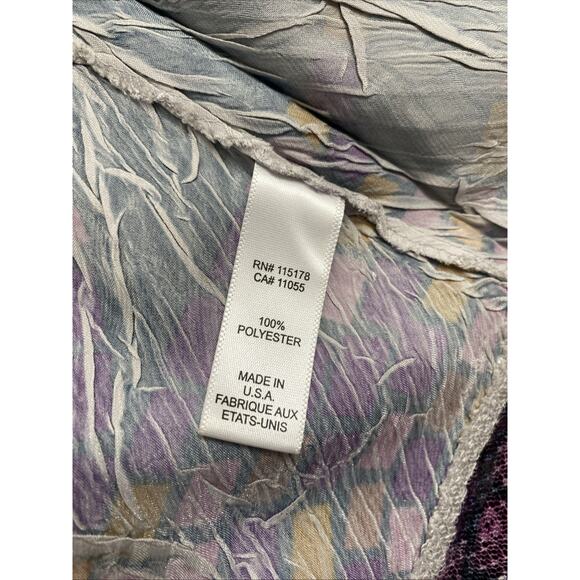 RN# 115178
CA# 11055
100%
POLYESTER
MADE IN
U.S.A.
FABRIQUE AUX
ETATS-UNIS